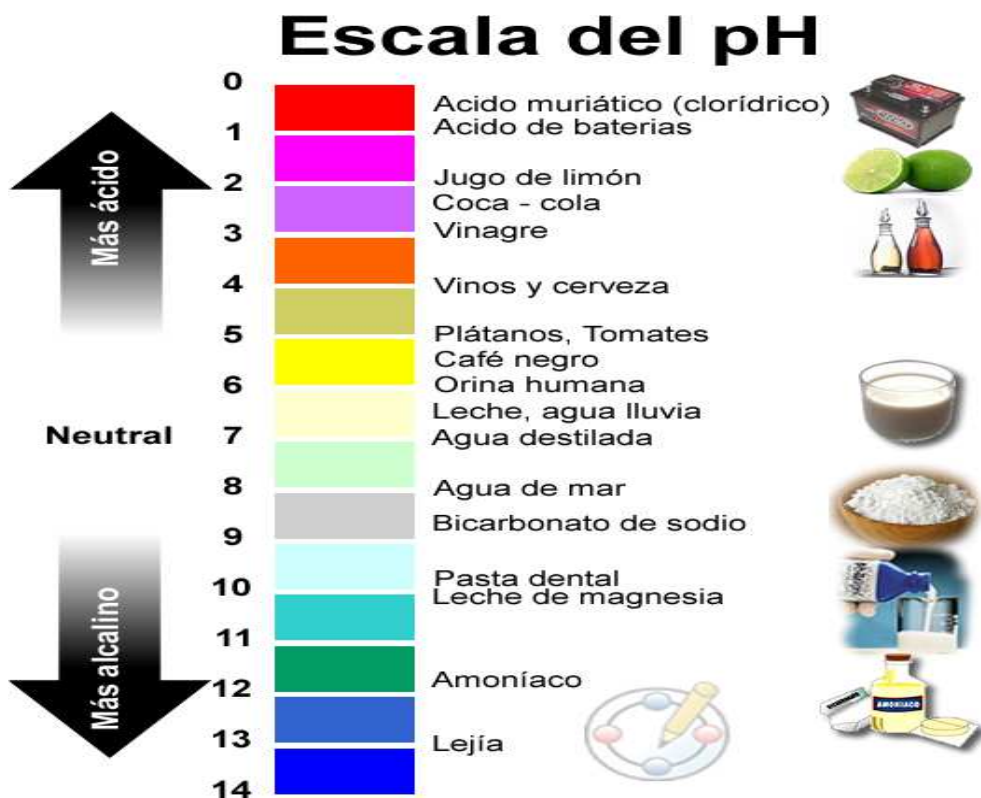 Escala del pH
0
Acido muriático (clorídrico)
1
Acido de baterias
Más ácido
2
Jugo de limón
Coca - cola
3
Vinagre
4
Vinos y cerveza
5
Plátanos, Tomates
Café negro
6
Orina humana
Leche, agua lluvia
Neutral
7
Agua destilada
8
Agua de mar
Bicarbonato de sodio
9
Pasta dental
10
Leche de magnesia
11
Más alcalino
Amoníaco
12
AMONIACO
13
Lejía
14